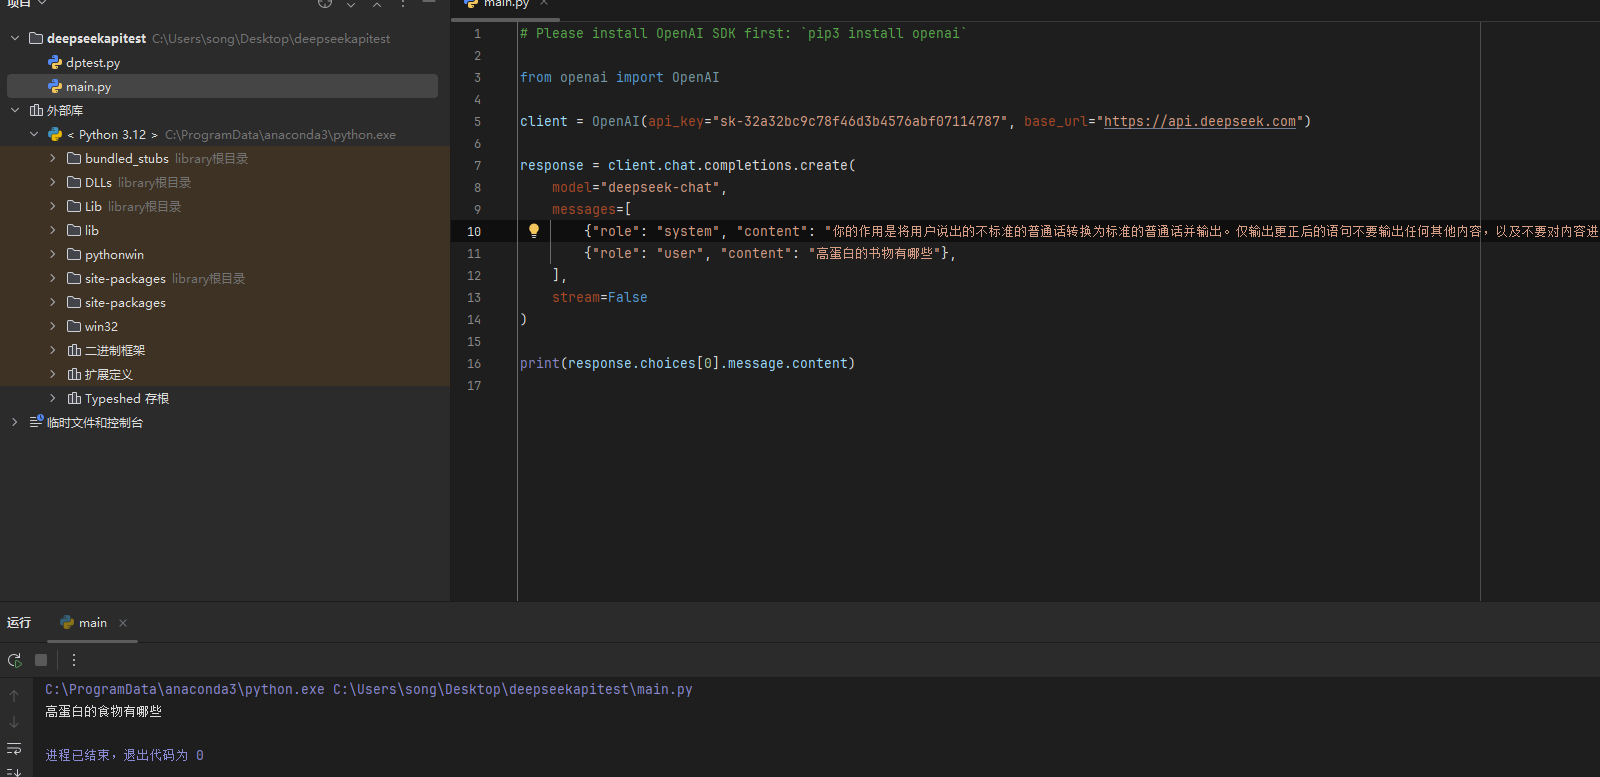 项目
main.py
deepseekapitest C:\Users\song\Desktop\deepseekapitest
dptest.py
main.py
外部库
< Python 3.12 > C:\ProgramData\anaconda3\python.exe
bundled_stubs library根目录
DLLs library根目录
Lib library根目录
lib
pythonwin
site-packages library根目录
site-packages
win32
二进制框架
扩展定义
Typeshed 存根
临时文件和控制台
1 # Please install OpenAI SDK first: `pip3 install openai`
2
3 from openai import OpenAI
4
5 client = OpenAI(api_key="sk-32a32bc9c78f46d3b4576abf07114787", base_url="https://api.deepseek.com")
6
7 response = client.chat.completions.create(
8 model="deepseek-chat",
9 messages=[
10 {"role": "system", "content": "你的作用是将用户说出的不标准的普通话转换为标准的普通话并输出。仅输出更正后的语句不要输出任何其他内容，以及不要对内容进
11 {"role": "user", "content": "高蛋白的书物有哪些"},
12 ],
13 stream=False
14 )
15
16 print(response.choices[0].message.content)
17
运行 main
C:\ProgramData\anaconda3\python.exe C:\Users\song\Desktop\deepseekapitest\main.py
高蛋白的食物有哪些
进程已结束，退出代码为 0